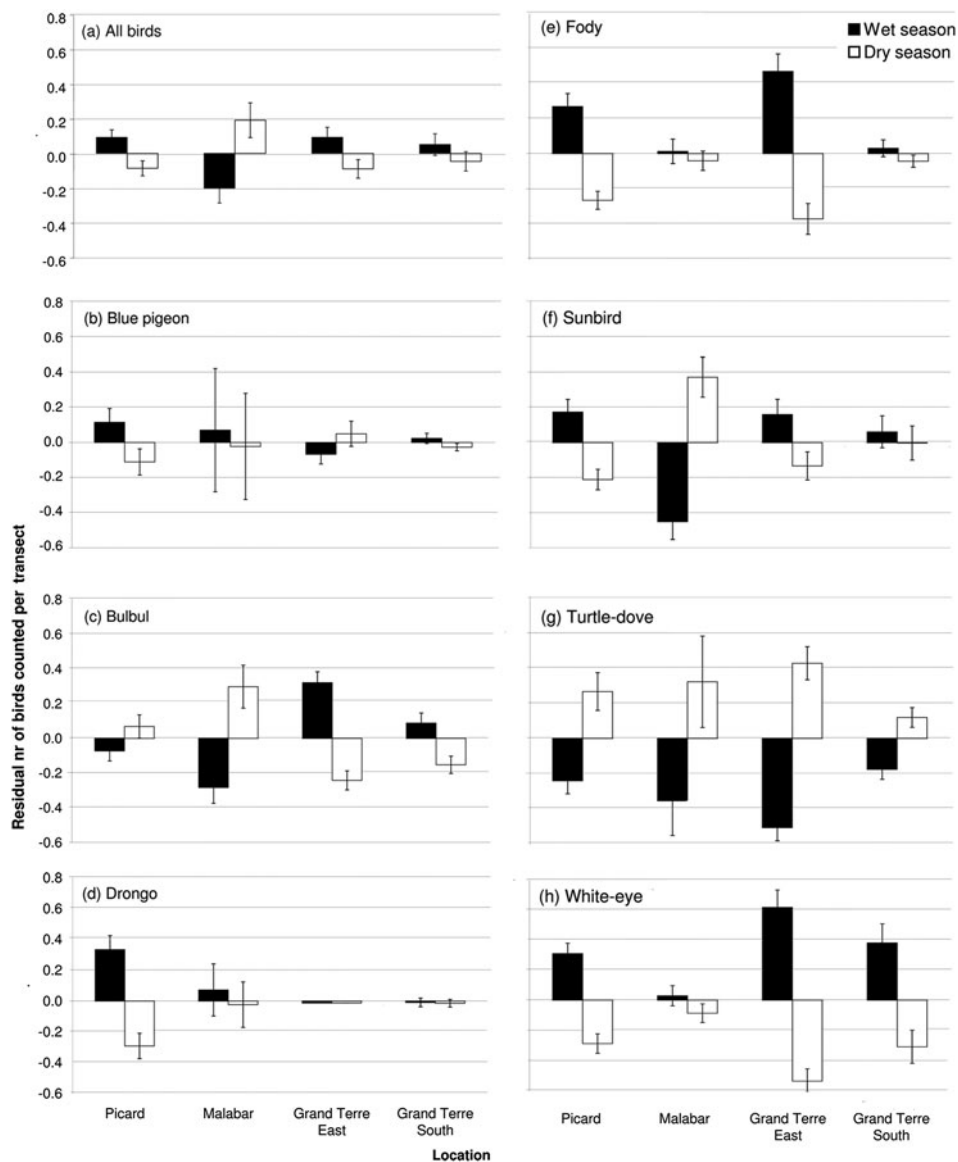 Residual nr of birds counted per transect
(a) All birds
0.8
0.6
0.4
0.2
0.0
-0.2
-0.4
-0.6
(e) Fody
Wet season
Dry season
(b) Blue pigeon
0.8
0.6
0.4
0.2
0.0
-0.2
-0.4
-0.6
(f) Sunbird
(c) Bulbul
0.8
0.6
0.4
0.2
0.0
-0.2
-0.4
-0.6
(g) Turtle-dove
(d) Drongo
0.8
0.6
0.4
0.2
0.0
-0.2
-0.4
-0.6
(h) White-eye
Picard
Malabar
Grand Terre
East
Grand Terre
South
Picard
Malabar
Grand Terre
East
Grand Terre
South
Location